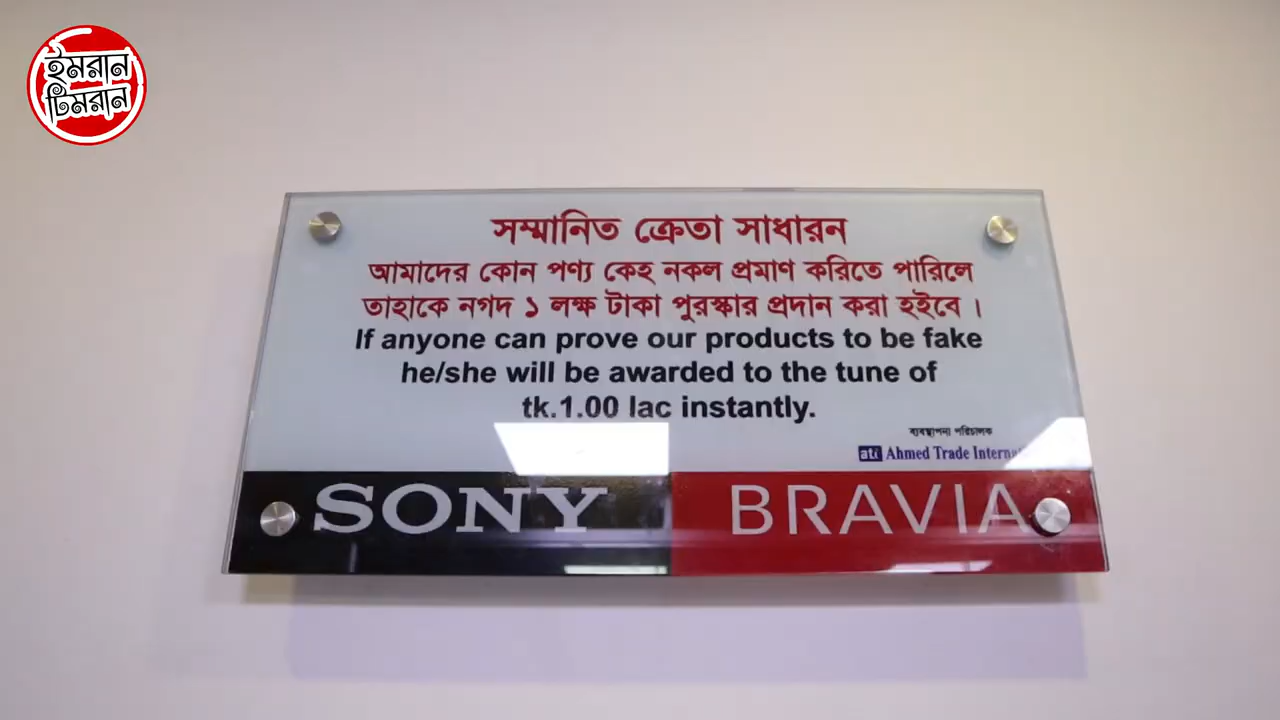 ইমরান
টিমরান
সম্মানিত ক্রেতা সাধারন
আমাদের কোন পণ্য কেহ নকল প্রমাণ করিতে পারিলে
তাহাকে নগদ ১ লক্ষ টাকা পুরস্কার প্রদান করা হইবে ।
If anyone can prove our products to be fake
he/she will be awarded to the tune of
tk.1.00 lac instantly.
ব্যবস্থাপনা পরিচালক
ati Ahmed Trade
SONY BRAVIA